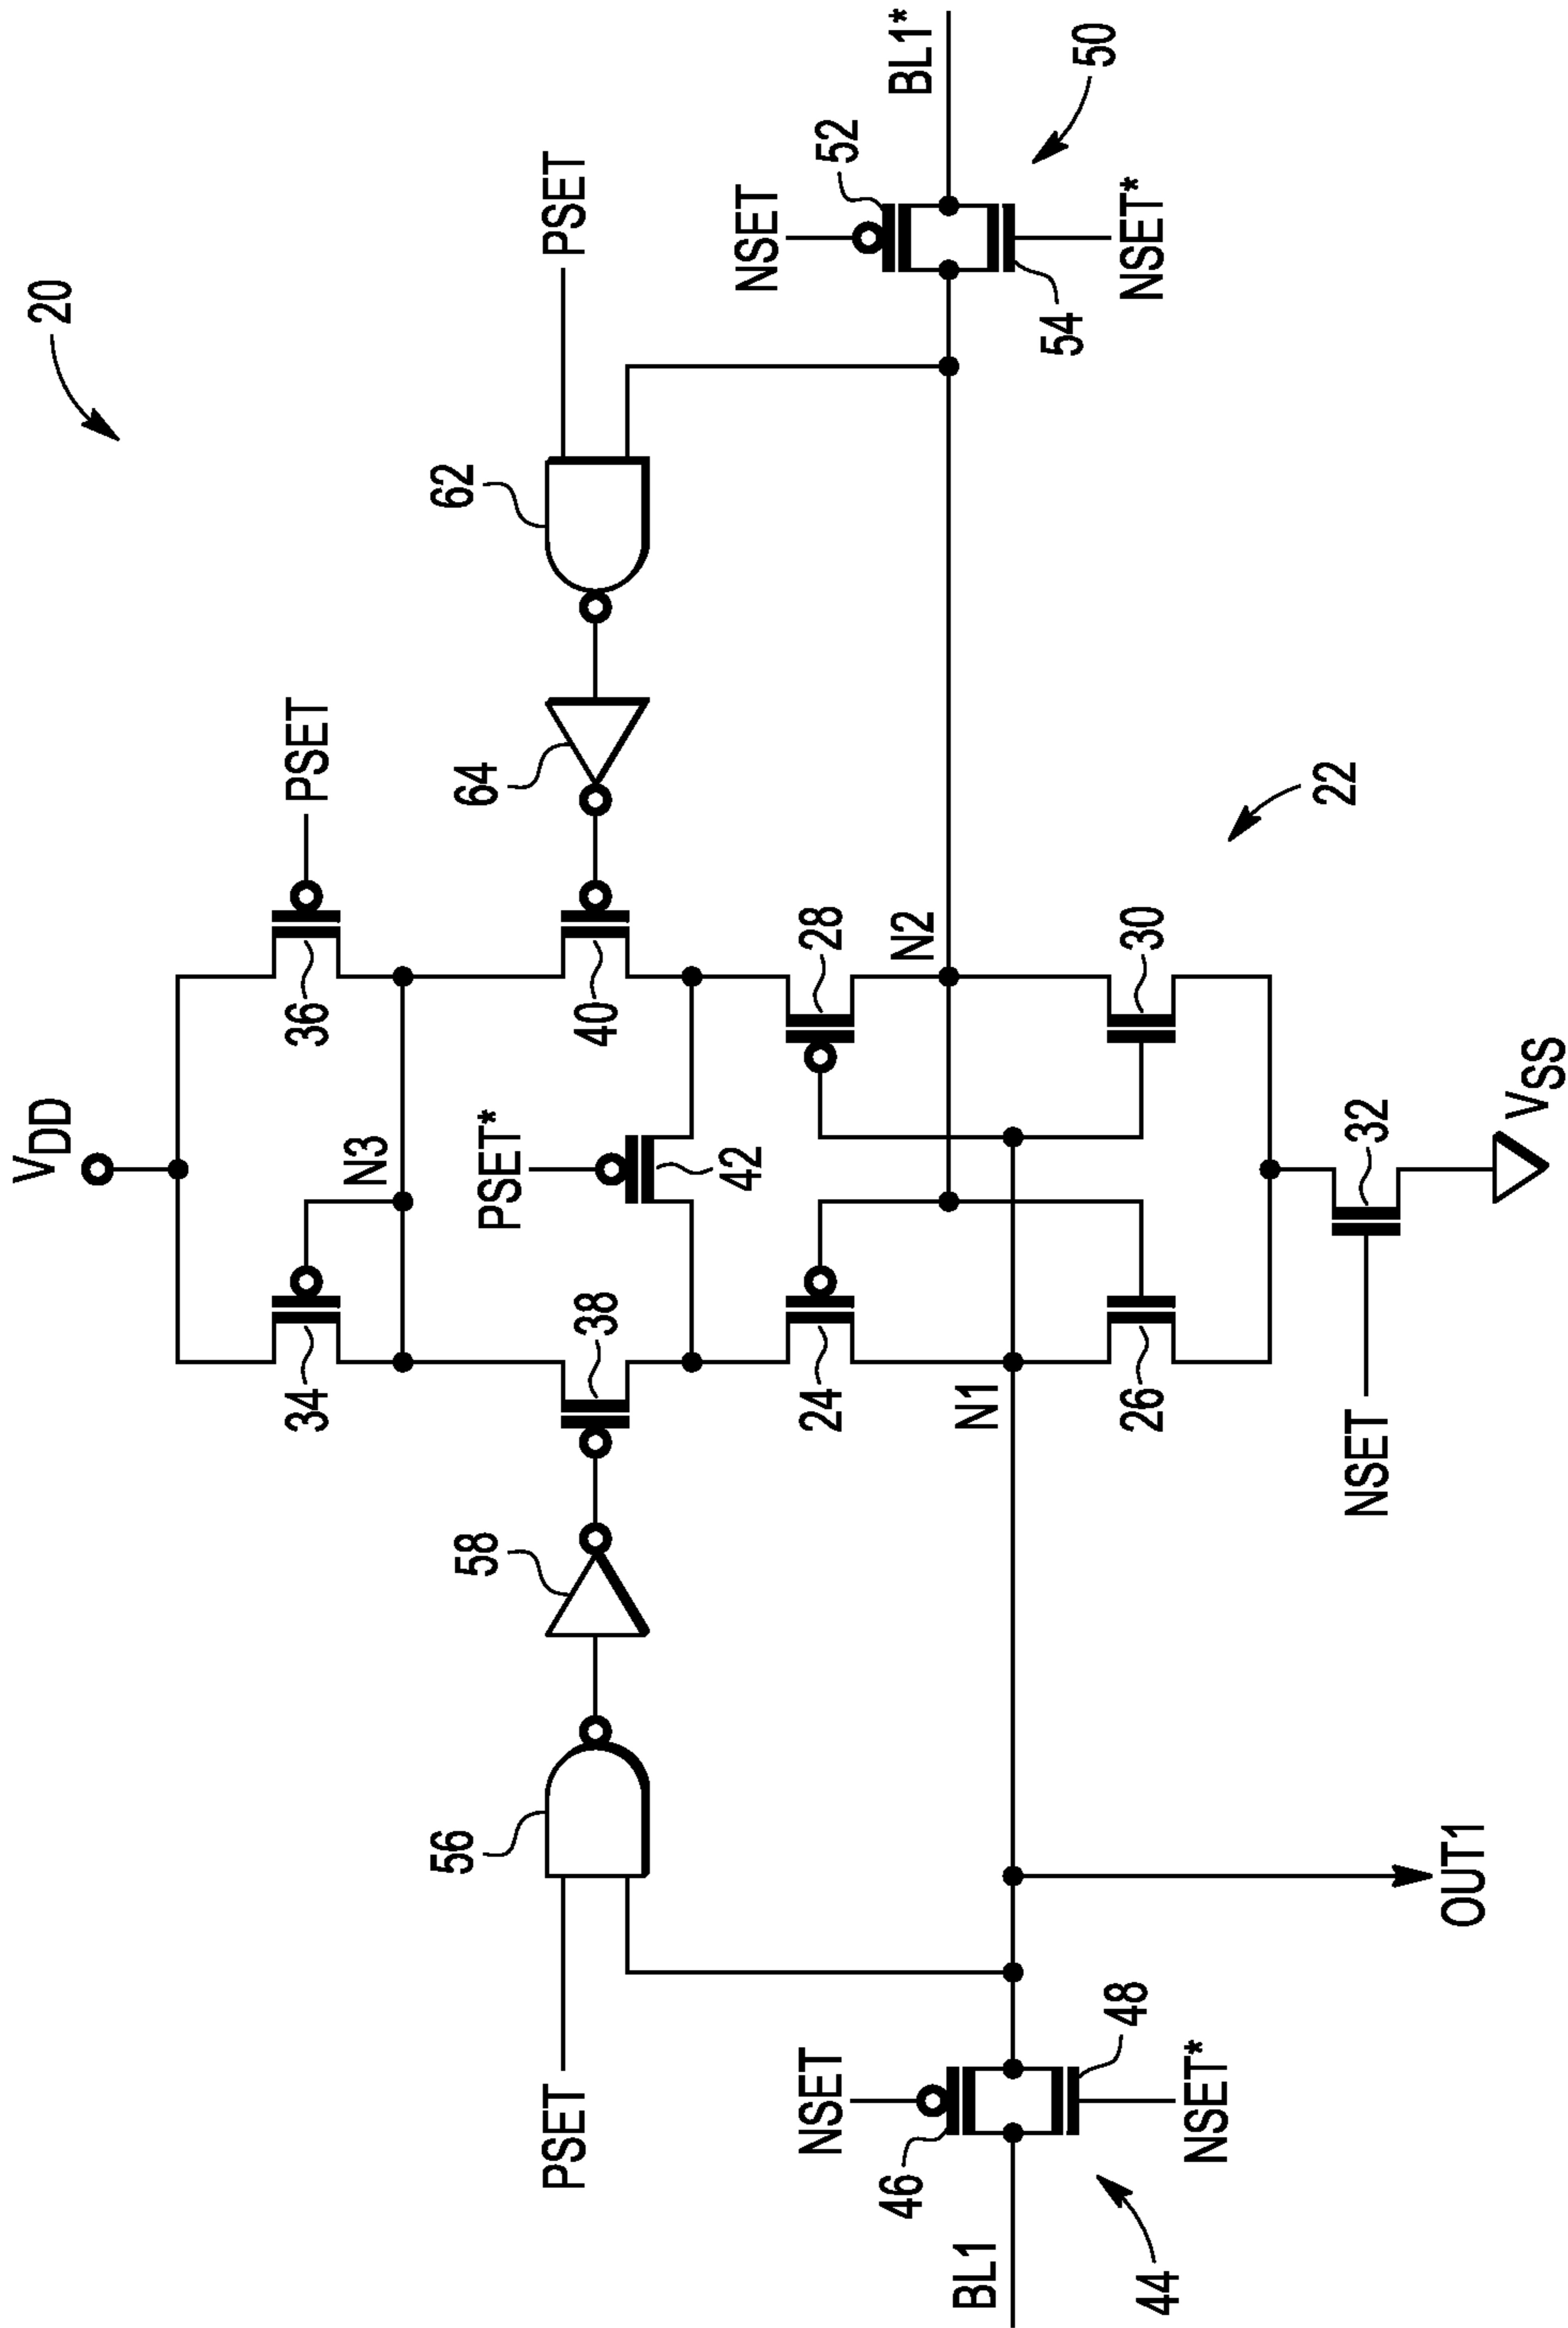 20
VDD
PSET
36
34
N3
PSET
PSET
62
64
58
56
PSET*
40
38
42
NSET
52
BL1*
50
54
NSET*
28
24
N2
N1
NSET
46
BL1
48
NSET*
44
30
26
22
32
NSET
VSS
OUT1